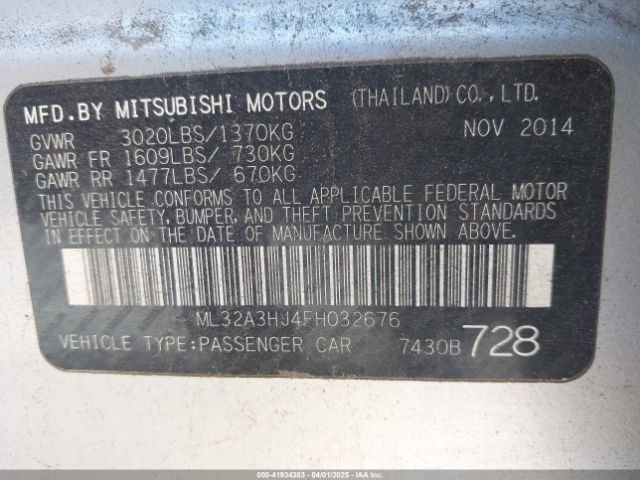 MFD.BY MITSUBISHI MOTORS (THAILAND)CO.,LTD.
GVWR 3020LBS/1370KG NOV 2014
GAWR FR 1609LBS/ 730KG
GAWR RR 1477LBS/ 670KG
THIS VEHICLE CONFORMS TO ALL APPLICABLE FEDERAL MOTOR
VEHICLE SAFETY, BUMPER, AND THEFT PREVENTION STANDARDS
IN EFFECT ON THE DATE OF MANUFACTURE SHOWN ABOVE.
ML32A3HJ4FH032676
VEHICLE TYPE:PASSENGER CAR 7430B 728
000-41934383 04/01/2025 - IAAI.COM